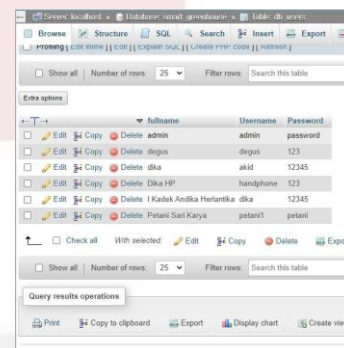 Server: localhost » Database: smart_greenhouse » Table: db_users
Browse Structure SQL Search Insert Export
Profiling [ Edit inline ] [ Edit ] [ Explain SQL ] [ Create PHP code ] [ Refresh ]
Show all Number of rows: 25 Filter rows: Search this table
Extra options
←T→ fullname Username Password
Edit Copy Delete admin admin password
Edit Copy Delete degus degus 123
Edit Copy Delete dika akid 12345
Edit Copy Delete Dika HP handphone 123
Edit Copy Delete I Kadek Andika Herlantika dika 12345
Edit Copy Delete Petani Sari Karya petani1 petani
Check all With selected: Edit Copy Delete Expo
Show all Number of rows: 25 Filter rows: Search this table
Query results operations
Print Copy to clipboard Export Display chart Create vie